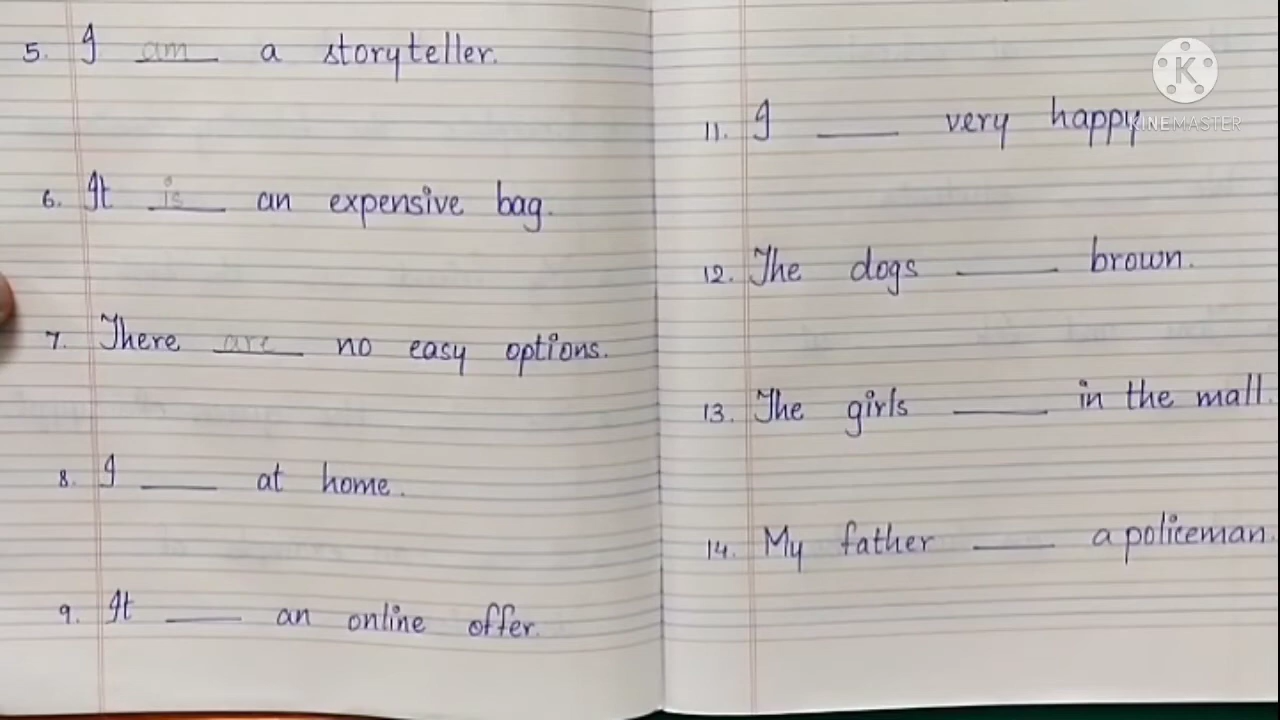 5. I am a storyteller.
6. It is an expensive bag.
7. There are no easy options.
8. I ____ at home.
9. It ____ an online offer.
11. I ____ very happy
12. The dogs ____ brown.
13. The girls ____ in the mall.
14. My father ____ a policeman.
K
KINEMASTER